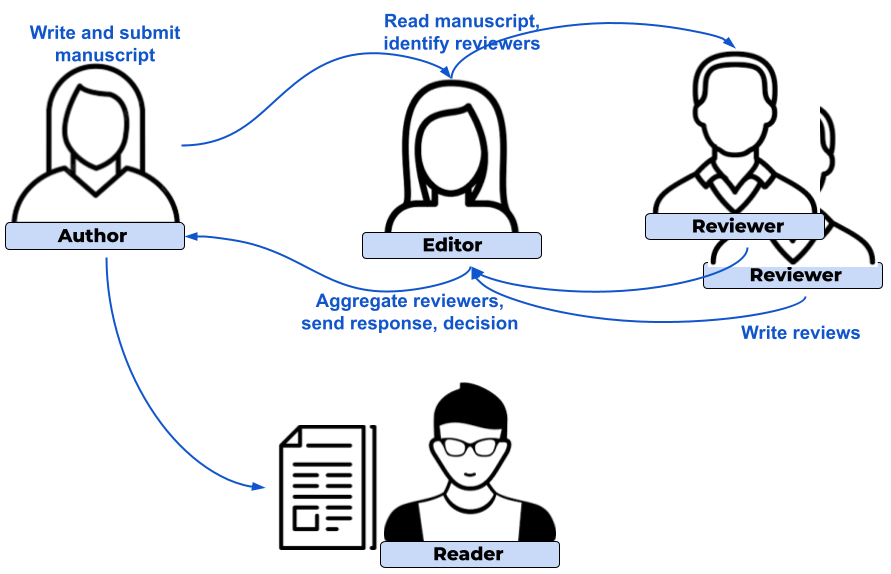 Write and submit
manuscript
Read manuscript,
identify reviewers
Author
Editor
Reviewer
Reviewer
Aggregate reviewers,
send response, decision
Write reviews
Reader